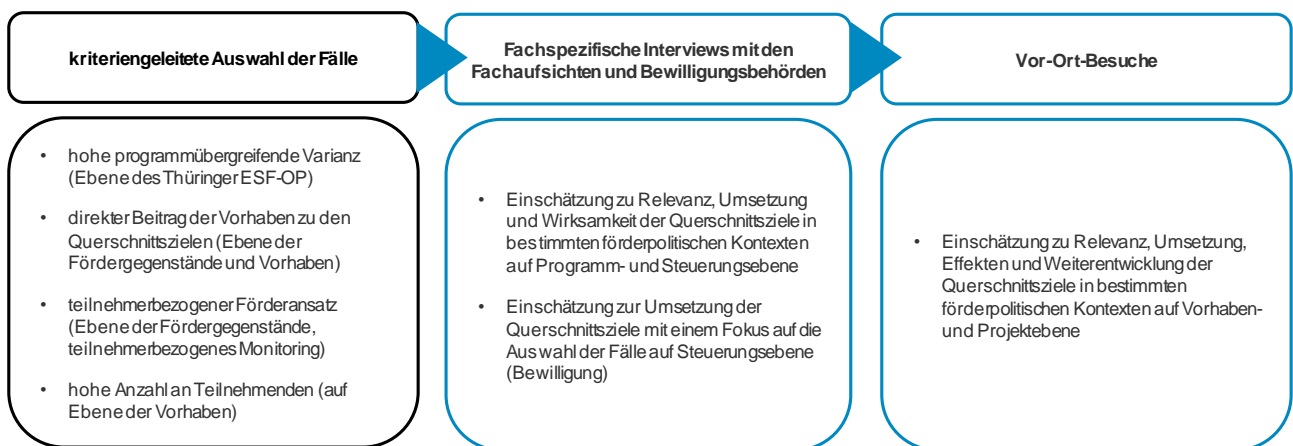 kriteriengeleitete Auswahl der Fälle
Fachspezifische Interviews mit den
Fachaufsichten und Bewilligungsbehörden
Vor-Ort-Besuche
• hohe programmübergreifende Varianz
(Ebene des Thüringer ESF-OP)
• direkter Beitrag der Vorhaben zu den
Querschnittszielen (Ebene der
Fördergegenstände und Vorhaben)
• teilnehmerbezogener Förderansatz
(Ebene der Fördergegenstände,
teilnehmerbezogenes Monitoring)
• hohe Anzahl an Teilnehmenden (auf
Ebene der Vorhaben)
• Einschätzung zu Relevanz, Umsetzung
und Wirksamkeit der Querschnittsziele in
bestimmten förderpolitischen Kontexten
auf Programm- und Steuerungsebene
• Einschätzung zur Umsetzung der
Querschnittsziele mit einem Fokus auf die
Auswahl der Fälle auf Steuerungsebene
(Bewilligung)
• Einschätzung zu Relevanz, Umsetzung,
Effekten und Weiterentwicklung der
Querschnittsziele in bestimmten
förderpolitischen Kontexten auf Vorhaben-
und Projektebene